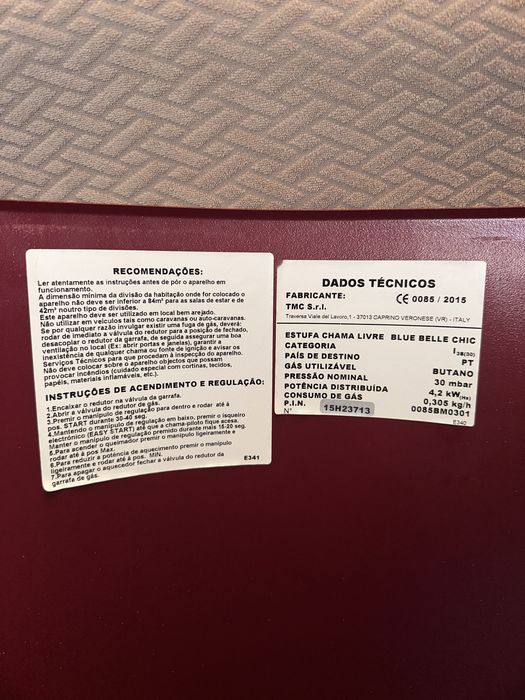 RECOMENDAÇÕES:
Ler atentamente as instruções antes de pôr o aparelho em
funcionamento.
A dimensão mínima da divisão da habitação onde for colocado o
aparelho não deve ser inferior a 84m³ para as salas de estar e de
42m³ noutro tipo de divisões.
Este aparelho deve ser utilizado em local bem arejado.
Não utilizar em veículos tais como caravanas ou auto-caravanas.
Se por qualquer razão invulgar existir uma fuga de gás, deverá:
rodar de imediato a válvula do redutor para a posição de fechado,
desacoplar o redutor da garrafa, de seguida assegurar uma boa
ventilação no local (Ex: abrir portas e janelas), garantir a
inexistência de qualquer chama ou fonte de ignição e avisar os
Serviços Técnicos para que procedam à inspecção do aparelho.
Não deve colocar sobre o aparelho objectos que possam
provocar incêndios (cuidado especial com cortinas, tecidos,
papéis, materiais inflamáveis, etc.).
INSTRUÇÕES DE ACENDIMENTO E REGULAÇÃO:
1.Encaixar o redutor na válvula da garrafa.
2.Abrir a válvula do redutor de gás.
3.Premir o manipulo de regulação para dentro e rodar até à
pos. START durante 30-40 seg.
4.Mantendo o manipulo de regulação em baixo, premir o isqueiro
electrónico (EASY START) até que a chama-piloto fique acesa.
Manter o manipulo de regulação premido durante mais 15-20 seg.
5.Para acender o queimador premir o manipulo ligeiramente e
rodar até à pos Max.
6.Para reduzir a potência de aquecimento premir o manipulo
ligeiramente e rodar até à pos. MIN.
7.Para apagar o aquecedor fechar a válvula do redutor da
garrafa de gás.
E341
DADOS TÉCNICOS
FABRICANTE: CE 0085 / 2015
TMC S.r.l.
Traversa Viale del Lavoro,1 - 37013 CAPRINO VERONESE (VR) - ITALY
ESTUFA CHAMA LIVRE BLUE BELLE CHIC
CATEGORIA I3B(30)
PAÍS DE DESTINO PT
GÁS UTILIZÁVEL BUTANO
PRESSÃO NOMINAL 30 mbar
POTÊNCIA DISTRIBUÍDA 4,2 kW(Hs)
CONSUMO DE GÁS 0,305 kg/h
P.I.N. 0085BM0301
N° 15H23713
E340